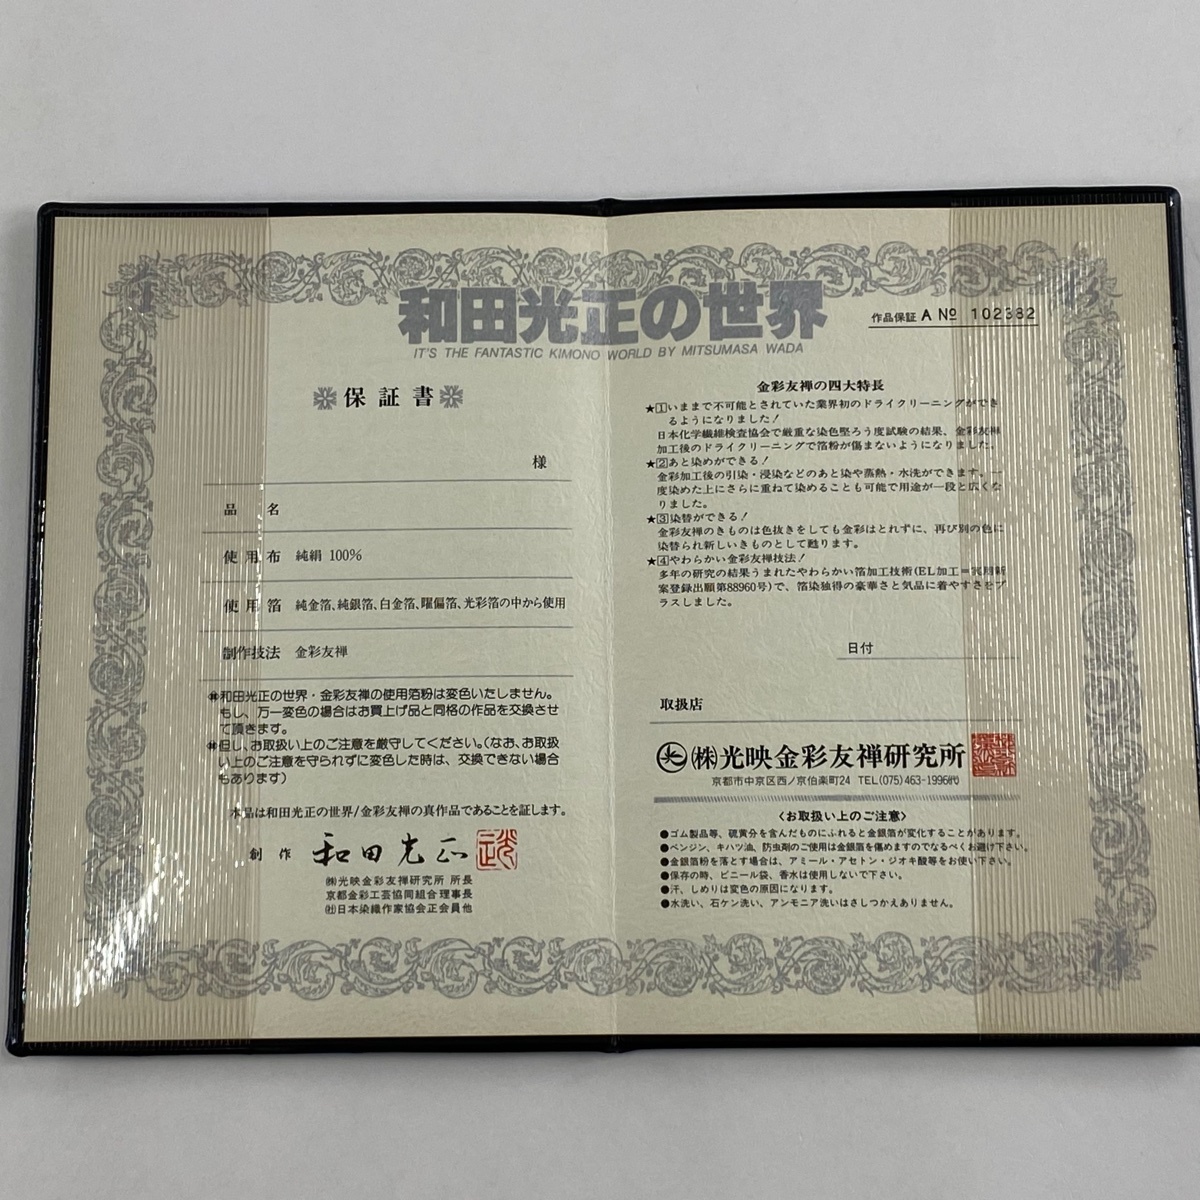 和田光正の世界
IT'S THE FANTASTIC KIMONO WORLD BY MITSUMASA WADA
作品保証 A No 102382
保証書
様
品名
使用布 純絹 100%
使用箔 純金箔、純銀箔、白金箔、曜偏箔、光彩箔の中から使用
制作技法 金彩友禅
和田光正の世界・金彩友禅の使用箔粉は変色いたしません。
もし、万一変色の場合はお買上げ品と同格の作品を交換させ
て頂きます。
但し、お取扱い上のご注意を厳守してください。(なお、お取扱
い上のご注意を守られずに変色した時は、交換できない場合
もあります)
本品は和田光正の世界/金彩友禅の真作品であることを証します。
創作 和田光正
㈱光映金彩友禅研究所 所長
京都金彩工芸協同組合理事長
㈳日本染織作家協会正会員他
金彩友禅の四大特長
★1いままで不可能とされていた業界初のドライクリーニングができ
るようになりました!
日本化学繊維検査協会で厳重な染色堅ろう度試験の結果、金彩友禅
加工後のドライクリーニングで箔粉が傷まないようになりました。
★2あと染めができる!
金彩加工後の引染・浸染などのあと染や蒸熱・水洗ができます。一
度染めた上にさらに重ねて染めることも可能で用途が一段と広くな
りました。
★3染替ができる!
金彩友禅のきものは色抜きをしても金彩はとれずに、再び別の色に
染替られ新しいきものとして甦ります。
★4やわらかい金彩友禅技法!
多年の研究の結果うまれたやわらかい箔加工技術(EL加工=実用新
案登録出願第88960号)で、箔染独得の豪華さと気品に着やすさをプ
ラスしました。
日付
取扱店
㈱光映金彩友禅研究所
京都市中京区西ノ京伯楽町24 TEL(075)463-1996㈹
〈お取扱い上のご注意〉
●ゴム製品等、硫黄分を含んだものにふれると金銀箔が変化することがあります。
●ベンジン、キハツ油、防虫剤のご使用は金銀箔を傷めますのでなるべくお避け下さい。
●金銀箔粉を落とす場合は、アミール・アセトン・ジオキ酸等をお使い下さい。
●保存の時、ビニール袋、香水は使用しないで下さい。
●汗、しめりは変色の原因になります。
●水洗い、石ケン洗い、アンモニア洗いはさしつかえありません。